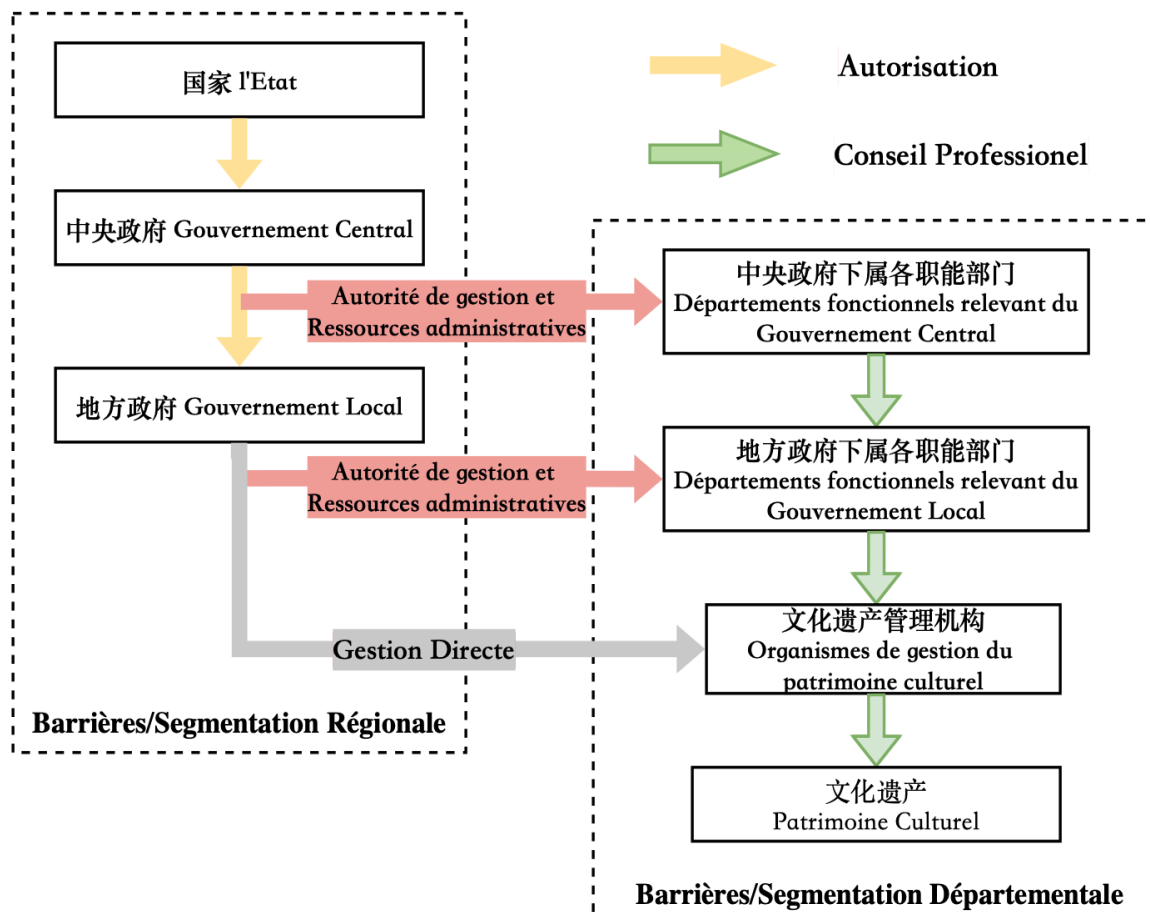 国家 l'Etat
中央政府 Gouvernement Central
Autorité de gestion et
Ressources administratives
地方政府 Gouvernement Local
Autorité de gestion et
Ressources administratives
Gestion Directe
Barrières/Segmentation Régionale
Autorisation
Conseil Professionel
中央政府下属各职能部门
Départements fonctionnels relevant du
Gouvernement Central
地方政府下属各职能部门
Départements fonctionnels relevant du
Gouvernement Local
文化遗产管理机构
Organismes de gestion du
patrimoine culturel
文化遗产
Patrimoine Culturel
Barrières/Segmentation Départementale